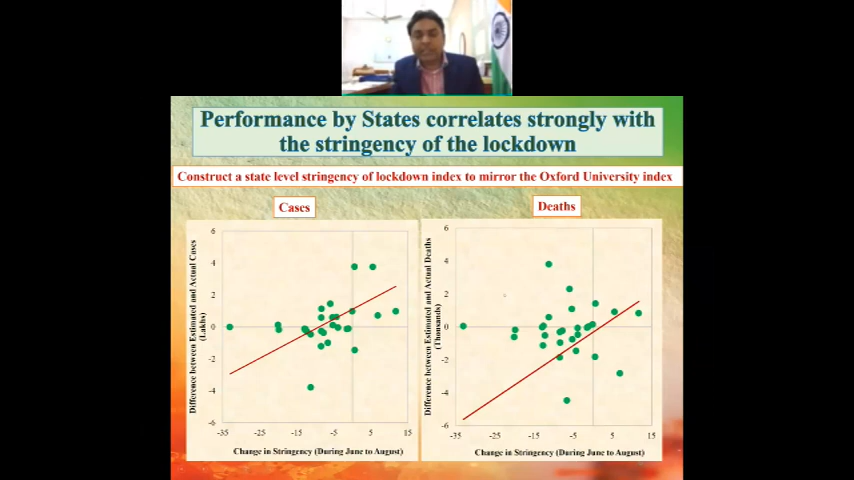 Performance by States correlates strongly with
the stringency of the lockdown
Construct a state level stringency of lockdown index to mirror the Oxford University index
Cases
Deaths
Difference between Estimated and Actual Cases
(Lakhs)
6
4
2
0
-2
-4
-6
-35
-25
-15
-5
5
15
Change in Stringency (During June to August)
Difference between Estimated and Actual Deaths
(Thousands)
6
4
2
0
-2
-4
-6
-35
-25
-15
-5
5
15
Change in Stringency (During June to August)